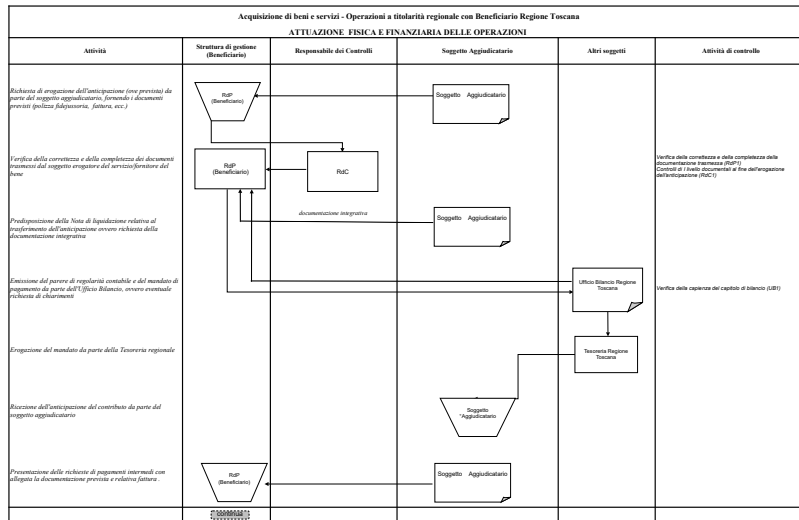 Acquisizione di beni e servizi - Operazioni a titolarità regionale con Beneficiario Regione Toscana
ATTUAZIONE FISICA E FINANZIARIA DELLE OPERAZIONI
Attività
Struttura di gestione
(Beneficiario)
Responsabile dei Controlli
Soggetto Aggiudicatario
Altri soggetti
Attività di controllo
Richiesta di erogazione dell'anticipazione (ove prevista) da
parte del soggetto aggiudicatario, fornendo i documenti
previsti (polizza fidejussoria, fattura, ecc.)
RdP
(Beneficiario)
Soggetto Aggiudicatario
Verifica della correttezza e della completezza dei documenti
trasmessi dal soggetto erogatore del servizio/fornitore del
bene
RdP
(Beneficiario)
RdC
Verifica della correttezza e della completezza della
documentazione trasmessa (RdP1)
Controlli di I livello documentali al fine dell'erogazione
dell'anticipazione (RdC1)
Predisposizione della Nota di liquidazione relativa al
trasferimento dell'anticipazione ovvero richiesta della
documentazione integrativa
documentazione integrativa
Soggetto Aggiudicatario
Emissione del parere di regolarità contabile e del mandato di
pagamento da parte dell'Ufficio Bilancio, ovvero eventuale
richiesta di chiarimenti
Ufficio Bilancio Regione
Toscana
Verifica della capienza del capitolo di bilancio (UB1)
Erogazione del mandato da parte della Tesoreria regionale
Tesoreria Regione
Toscana
Ricezione dell'anticipazione del contributo da parte del
soggetto aggiudicatario
Soggetto
"Aggiudicatario
Presentazione delle richieste di pagamenti intermedi con
allegata la documentazione prevista e relativa fattura .
RdP
(Beneficiario)
Soggetto Aggiudicatario
continua